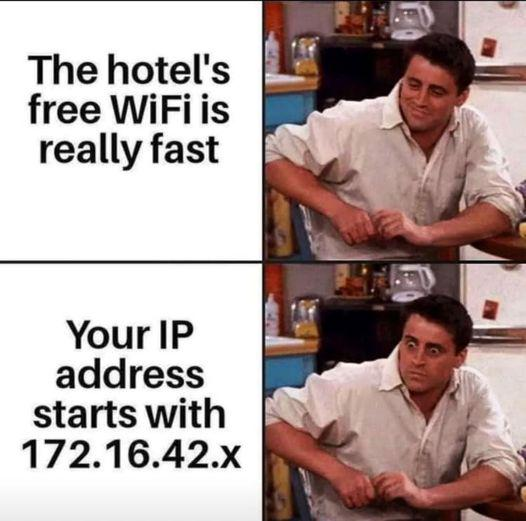 The hotel's
free WiFi is
really fast
Your IP
address
starts with
172.16.42.x